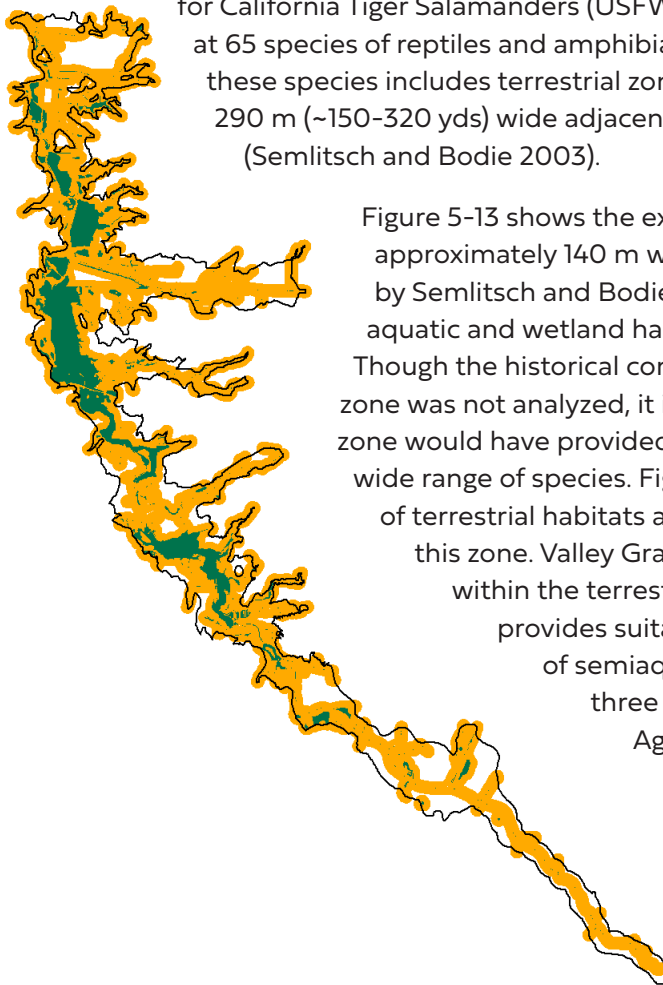 for California Tiger Salamanders (USFW
at 65 species of reptiles and amphibia
these species includes terrestrial zon
290 m (~150-320 yds) wide adjacen
(Semlitsch and Bodie 2003).
Figure 5-13 shows the ex
approximately 140 m w
by Semlitsch and Bodie
aquatic and wetland ha
Though the historical con
zone was not analyzed, it i
zone would have provided
wide range of species. Fig
of terrestrial habitats a
this zone. Valley Gra
within the terrest
provides suita
of semiaq
three
Ag